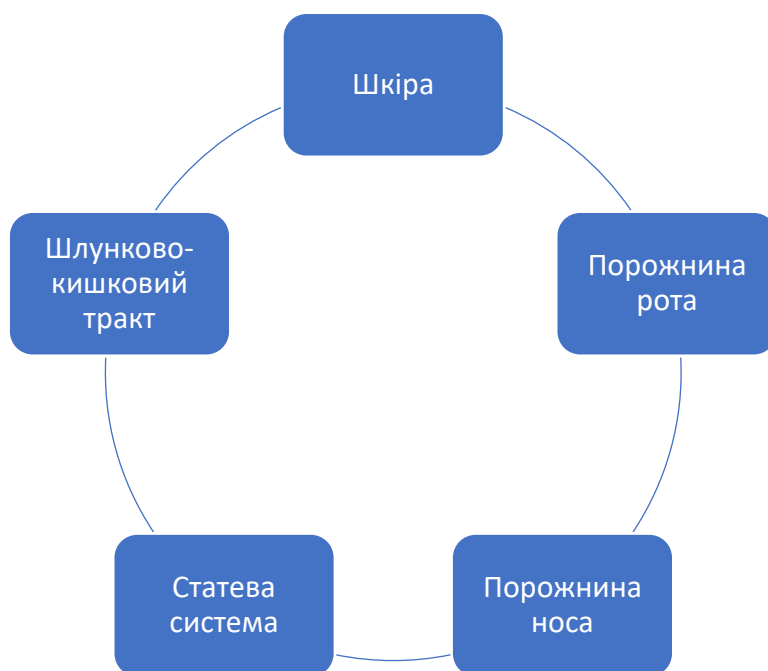 Шкіра
Порожнина
рота
Порожнина
носа
Статева
система
Шлунково-
кишковий
тракт